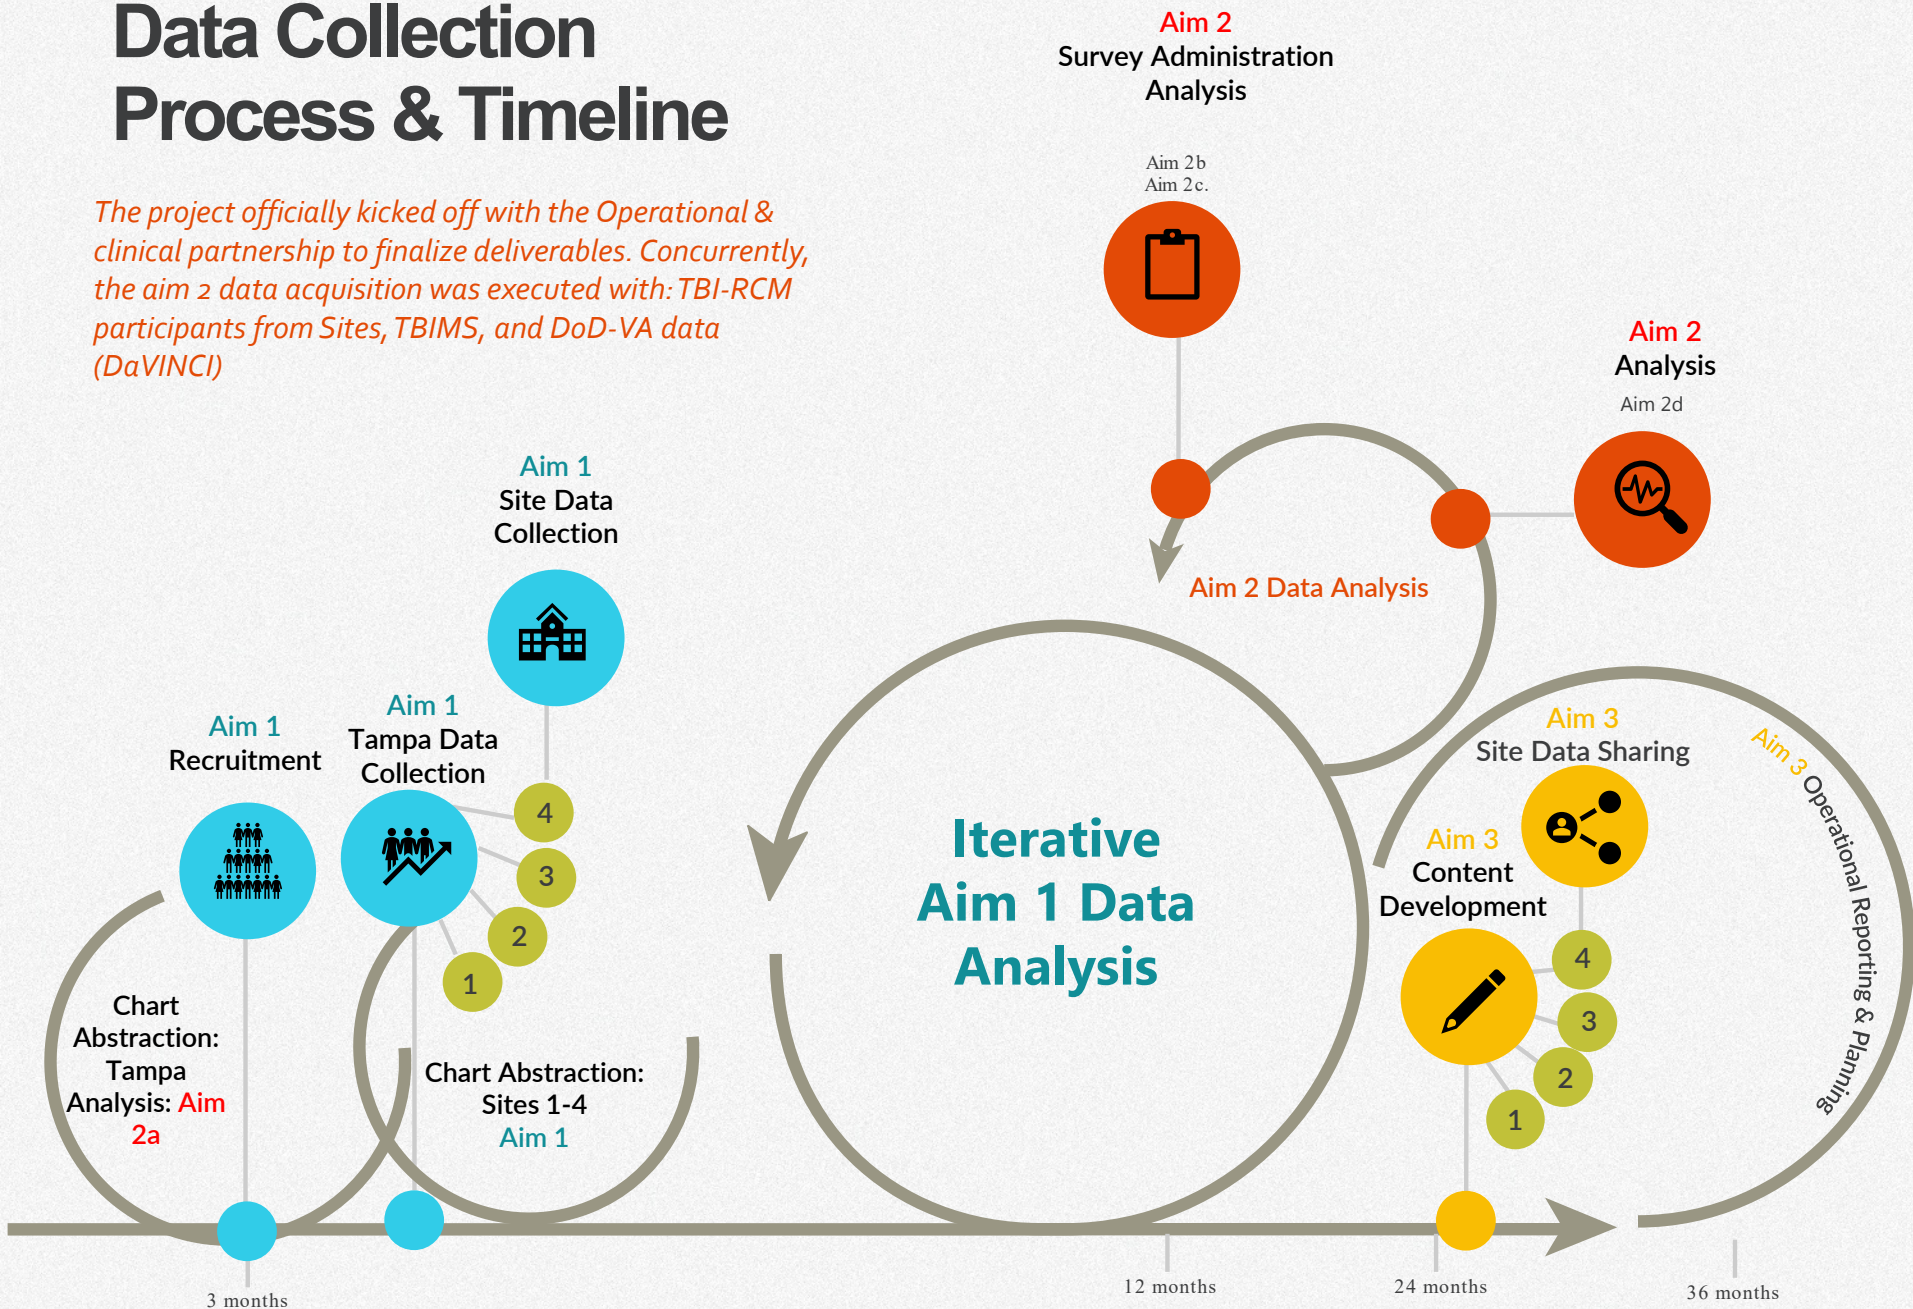 Data Collection
Process & Timeline
The project officially kicked off with the Operational &
clinical partnership to finalize deliverables. Concurrently,
the aim 2 data acquisition was executed with: TBI-RCM
participants from Sites, TBIMS, and DoD-VA data
(DaVINCI)
Aim 2
Survey Administration
Analysis
Aim 2b
Aim 2c.
Aim 2
Analysis
Aim 2d
Aim 2 Data Analysis
Aim 1
Site Data
Collection
Aim 1
Tampa Data
Collection
Aim 1
Recruitment
4
3
2
1
Chart
Abstraction:
Tampa
Analysis: Aim
2a
Chart Abstraction:
Sites 1-4
Aim 1
Iterative
Aim 1 Data
Analysis
Aim 3
Site Data Sharing
Aim 3
Content
Development
4
3
2
1
Aim 3 Operational Reporting & Planning
3 months
12 months
24 months
36 months